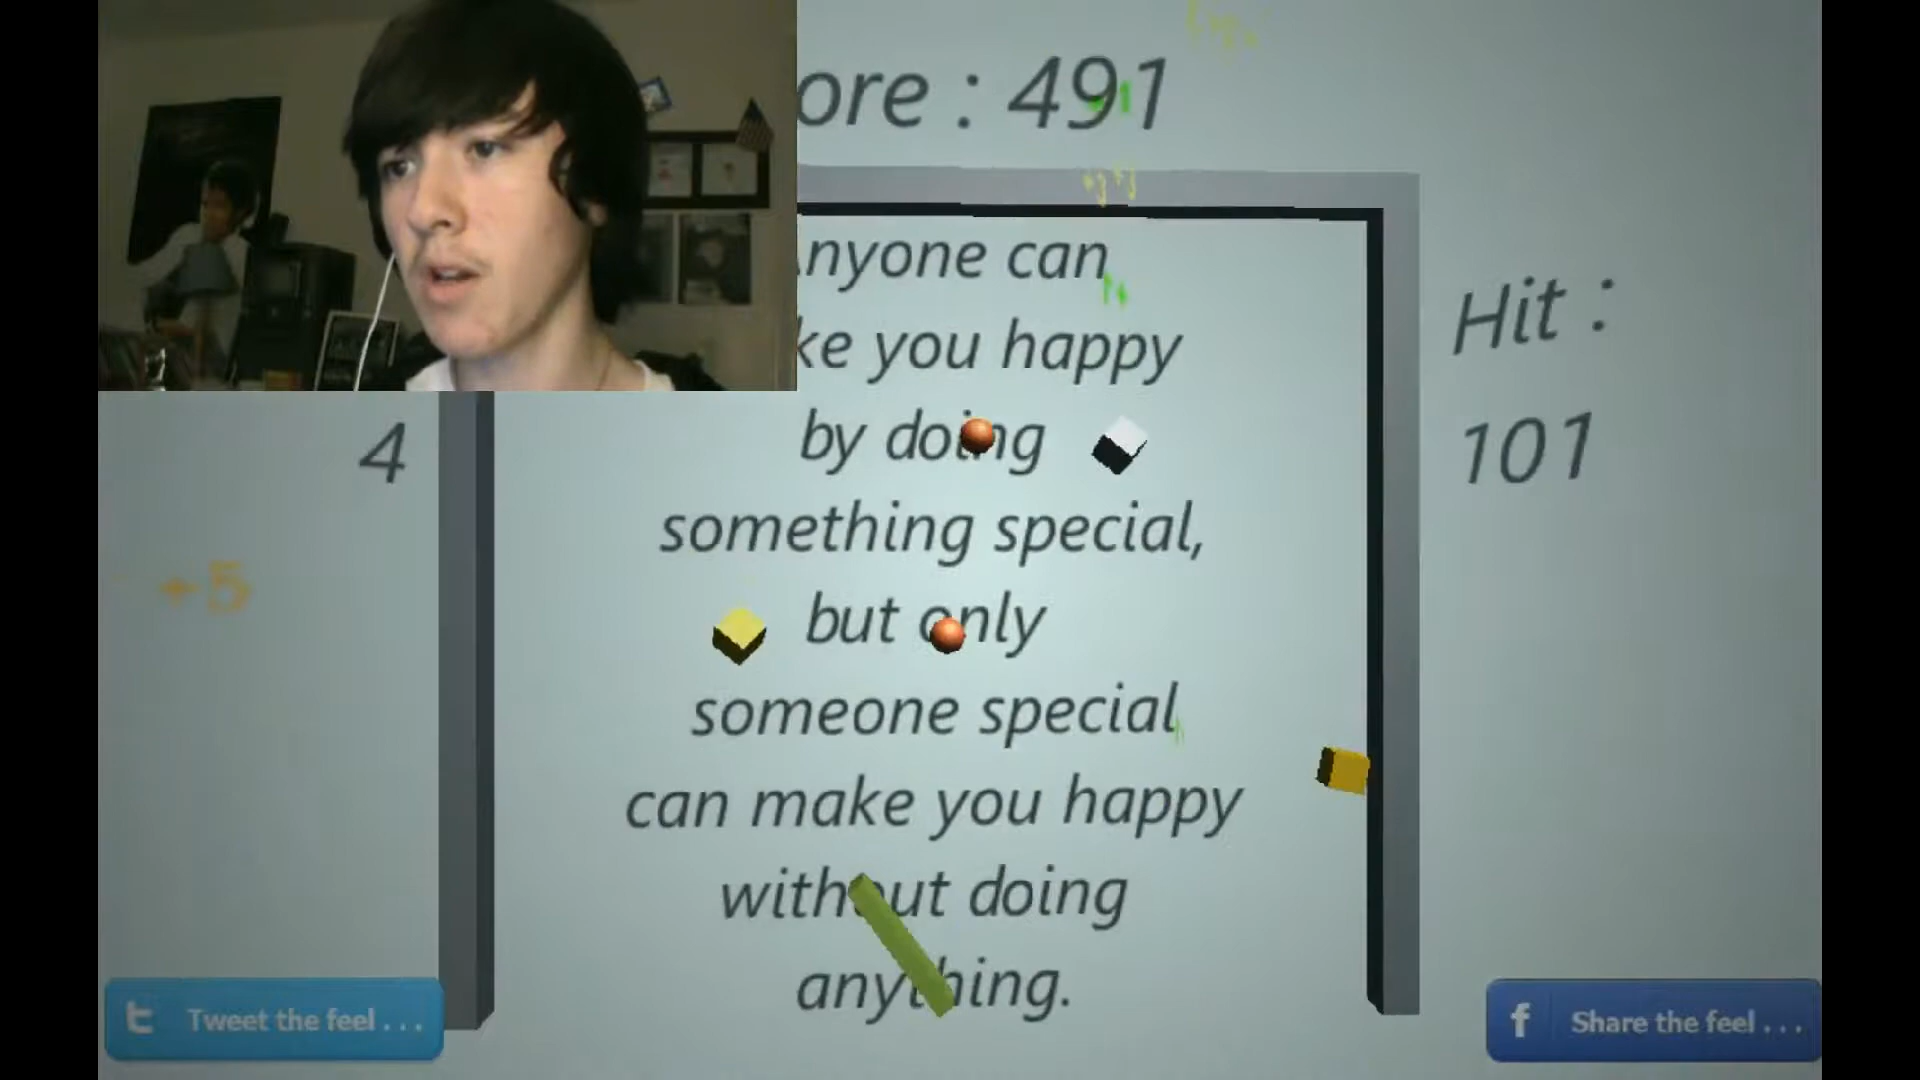 ore : 491
nyone can
ke you happy
by doing
something special,
but only
someone special
can make you happy
without doing
anything.
4
+5
Hit :
101
Tweet the feel . . .
Share the feel . . .